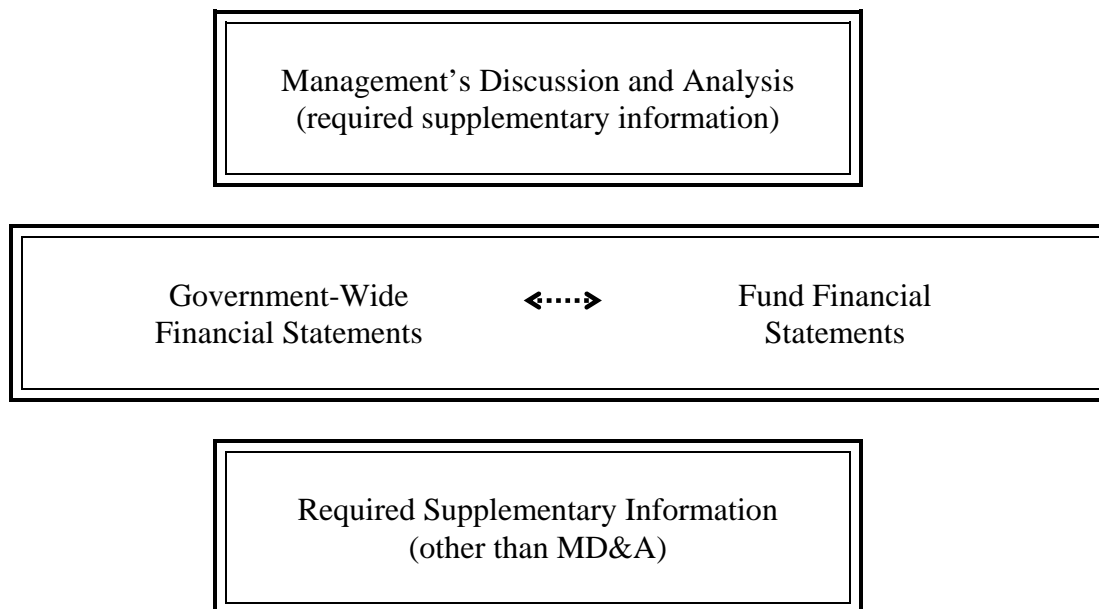 Management’s Discussion and Analysis
(required supplementary information)
Government-Wide
Financial Statements
Fund Financial
Statements
Required Supplementary Information
(other than MD&A)